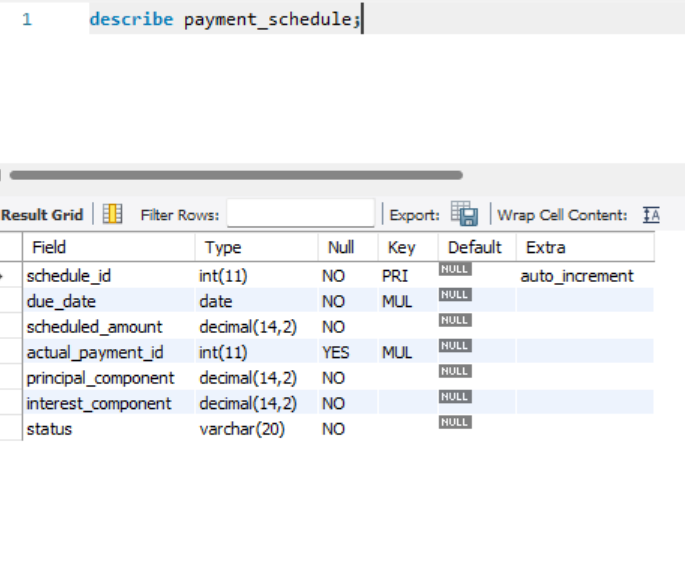 1 describe payment_schedule;
Result Grid Filter Rows: Export: Wrap Cell Content: IA
Field Type Null Key Default Extra
schedule_id int(11) NO PRI NULL auto_increment
due_date date NO MUL NULL
scheduled_amount decimal(14,2) NO NULL
actual_payment_id int(11) YES MUL NULL
principal_component decimal(14,2) NO NULL
interest_component decimal(14,2) NO NULL
status varchar(20) NO NULL